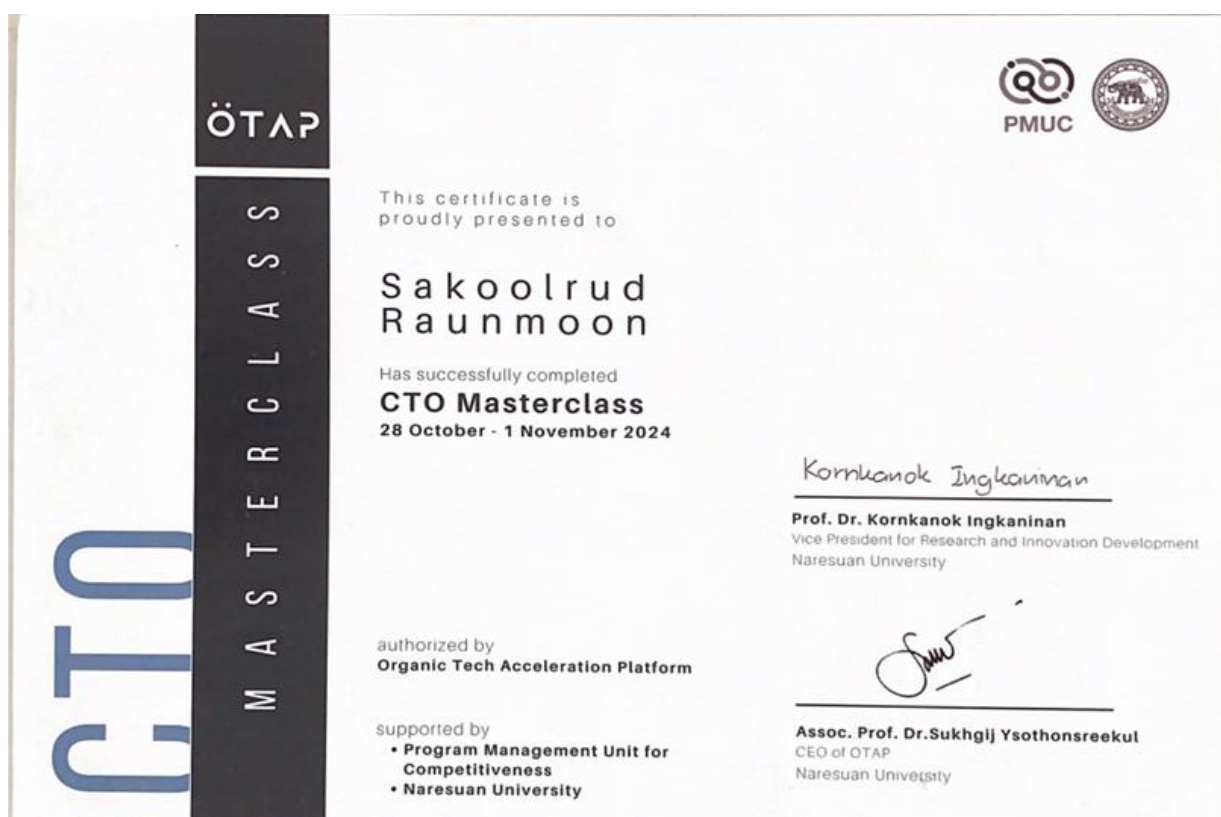 ÖTAP
CTO
MASTERCLASS
PMUC
This certificate is
proudly presented to
Sakoolrud
Raunmoon
Has successfully completed
CTO Masterclass
28 October - 1 November 2024
Kornkanok Ingkaninan
Prof. Dr. Kornkanok Ingkaninan
Vice President for Research and Innovation Development
Naresuan University
authorized by
Organic Tech Acceleration Platform
supported by
• Program Management Unit for
Competitiveness
• Naresuan University
Assoc. Prof. Dr.Sukhgij Ysothonsreekul
CEO of OTAP
Naresuan University